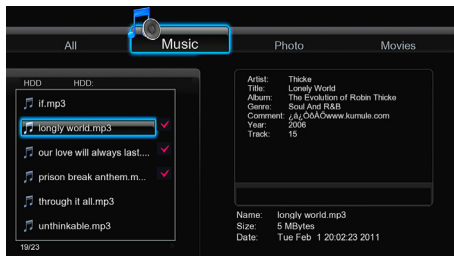 All
Music
Photo
Movies
HDD HDD:
if.mp3
longly world.mp3
our love will always last....
prison break anthem.m...
through it all.mp3
unthinkable.mp3
19/23
Artist: Thicke
Title: Lonely World
Album: The Evolution of Robin Thicke
Genre: Soul And R&B
Comment: ¿á¿ÒõÀÖwww.kumule.com
Year: 2006
Track: 15
Name: longly world.mp3
Size: 5 MBytes
Date: Tue Feb 1 20:02:23 2011